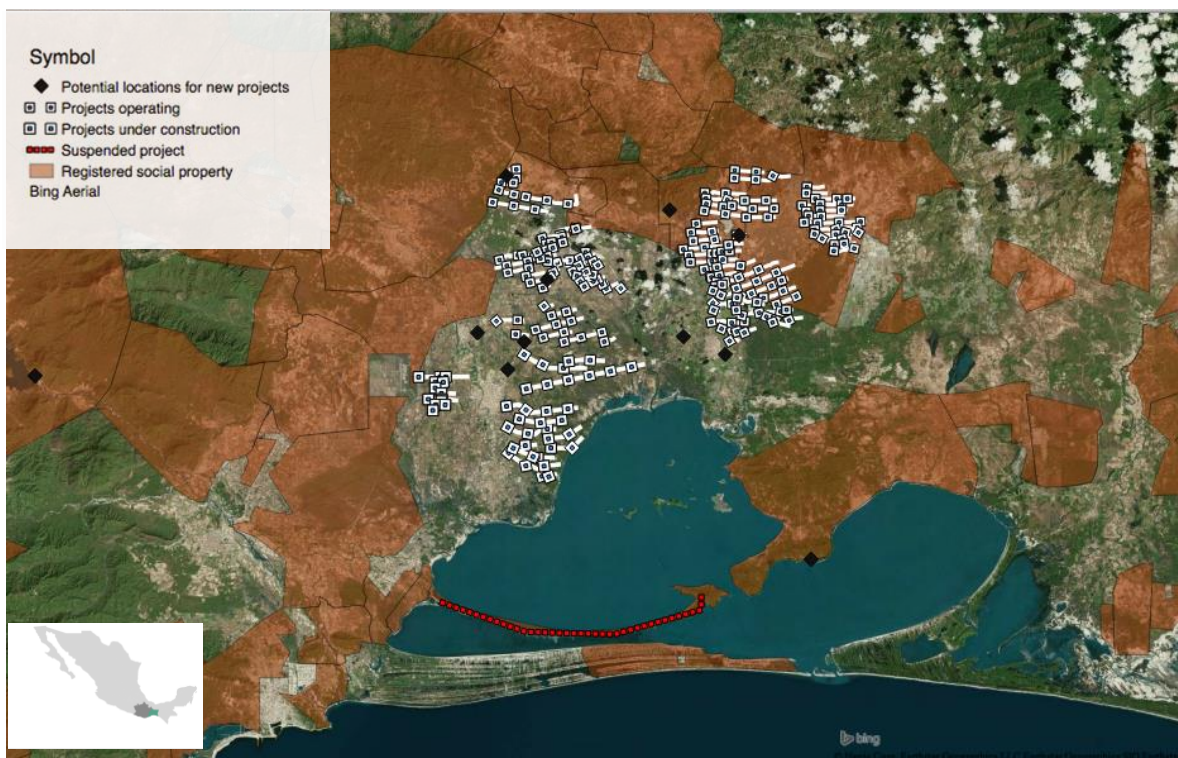 Symbol
Potential locations for new projects
Projects operating
Projects under construction
Suspended project
Registered social property
Bing Aerial
bing